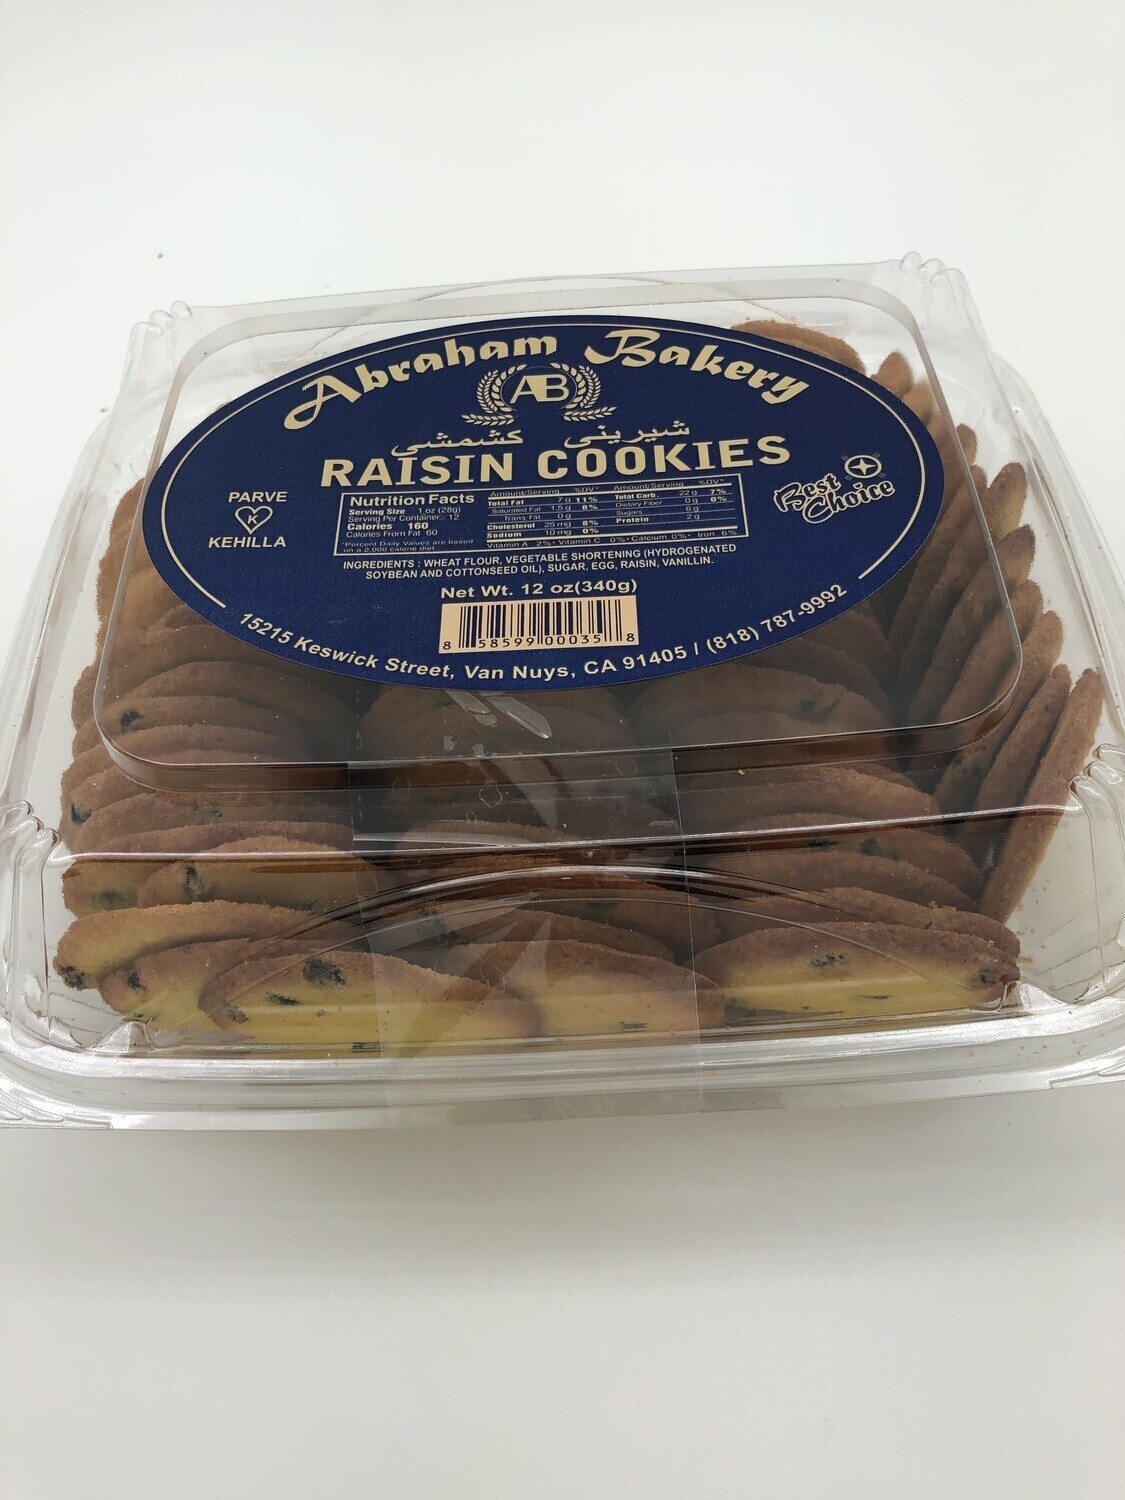 Abraham Bakery
AB
شیرینی کشمشی
RAISIN COOKIES
PARVE
K
KEHILLA
Best
Choice
Nutrition Facts
Serving Size 1 oz (28g)
Serving Per Container: 12
Calories 160
Calories From Fat 60
*Percent Daily Values are based
on a 2,000 calorie diet.
Amount/Serving %DV* Amount/Serving %DV*
Total Fat 7g 11% Total Carb. 22g 7%
Saturated Fat 1.5g 8% Dietary Fiber 0g 0%
Trans Fat 0g Sugars 6g
Cholesterol 25 mg 8% Protein 2g
Sodium 10 mg 0%
Vitamin A 2% • Vitamin C 0% • Calcium 0% • Iron 6%
INGREDIENTS : WHEAT FLOUR, VEGETABLE SHORTENING (HYDROGENATED
SOYBEAN AND COTTONSEED OIL), SUGAR, EGG, RAISIN, VANILLIN.
Net Wt. 12 oz(340g)
8 58599 00035 8
15215 Keswick Street, Van Nuys, CA 91405 / (818) 787-9992